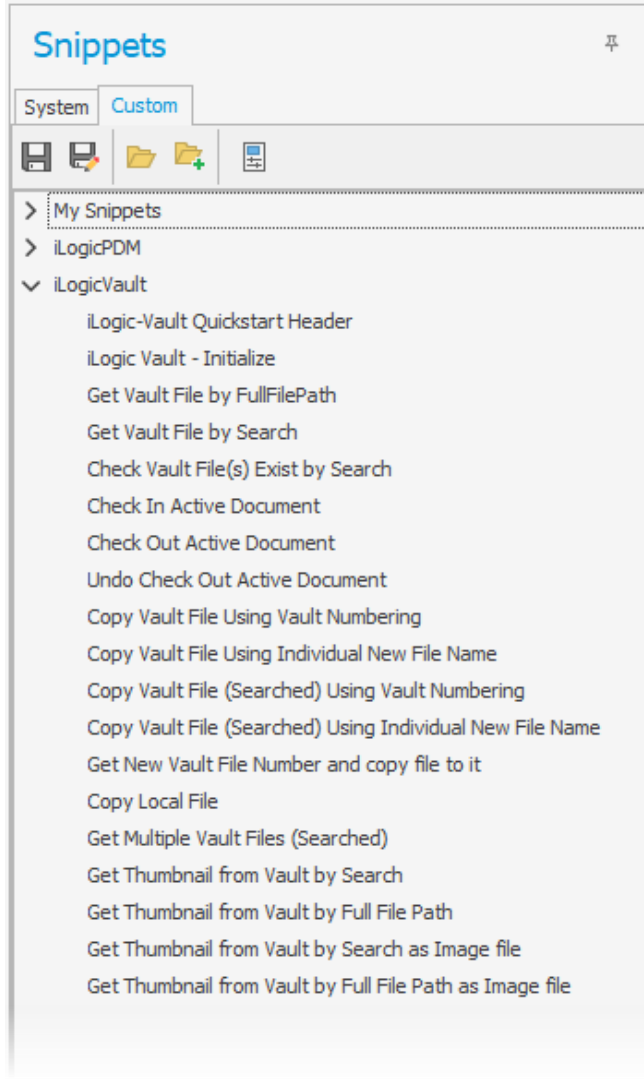 Snippets
System Custom
My Snippets
iLogicPDM
iLogicVault
iLogic-Vault Quickstart Header
iLogic Vault - Initialize
Get Vault File by FullFilePath
Get Vault File by Search
Check Vault File(s) Exist by Search
Check In Active Document
Check Out Active Document
Undo Check Out Active Document
Copy Vault File Using Vault Numbering
Copy Vault File Using Individual New File Name
Copy Vault File (Searched) Using Vault Numbering
Copy Vault File (Searched) Using Individual New File Name
Get New Vault File Number and copy file to it
Copy Local File
Get Multiple Vault Files (Searched)
Get Thumbnail from Vault by Search
Get Thumbnail from Vault by Full File Path
Get Thumbnail from Vault by Search as Image file
Get Thumbnail from Vault by Full File Path as Image file